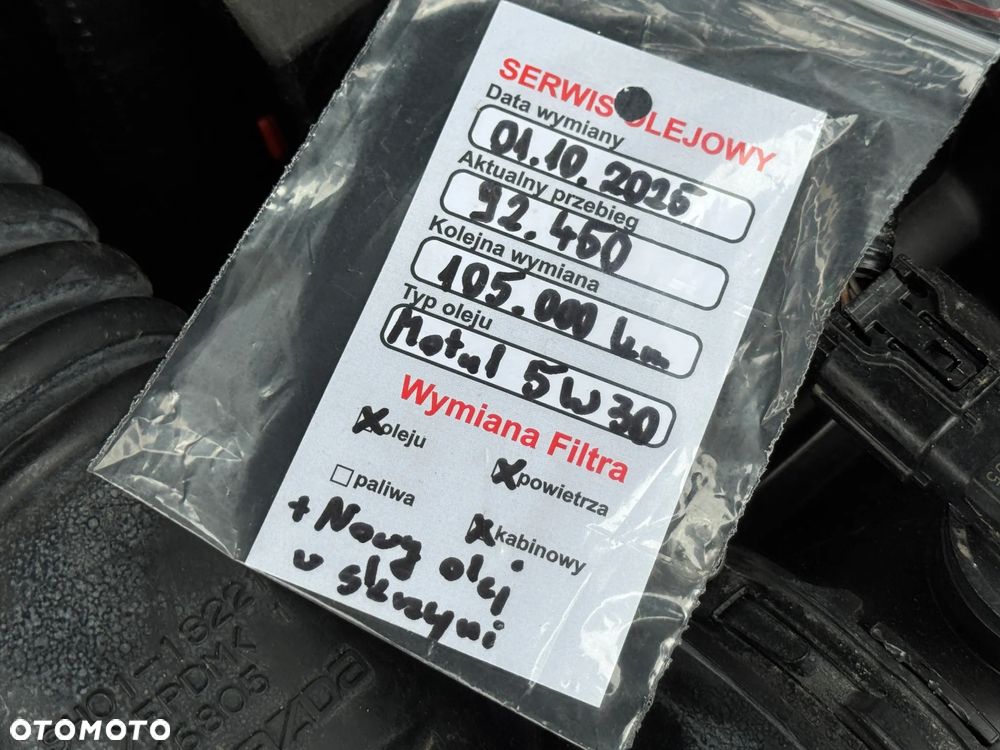 SERWIS OLEJOWY
Data wymiany
01.10.2025
Aktualny przebieg
92.450
Kolejna wymiana
105.000 km
Typ oleju
Motul 5W30
Wymiana Filtra
oleju
powietrza
paliwa
kabinowy
+ Nowy olej
w skrzyni
OTOMOTO